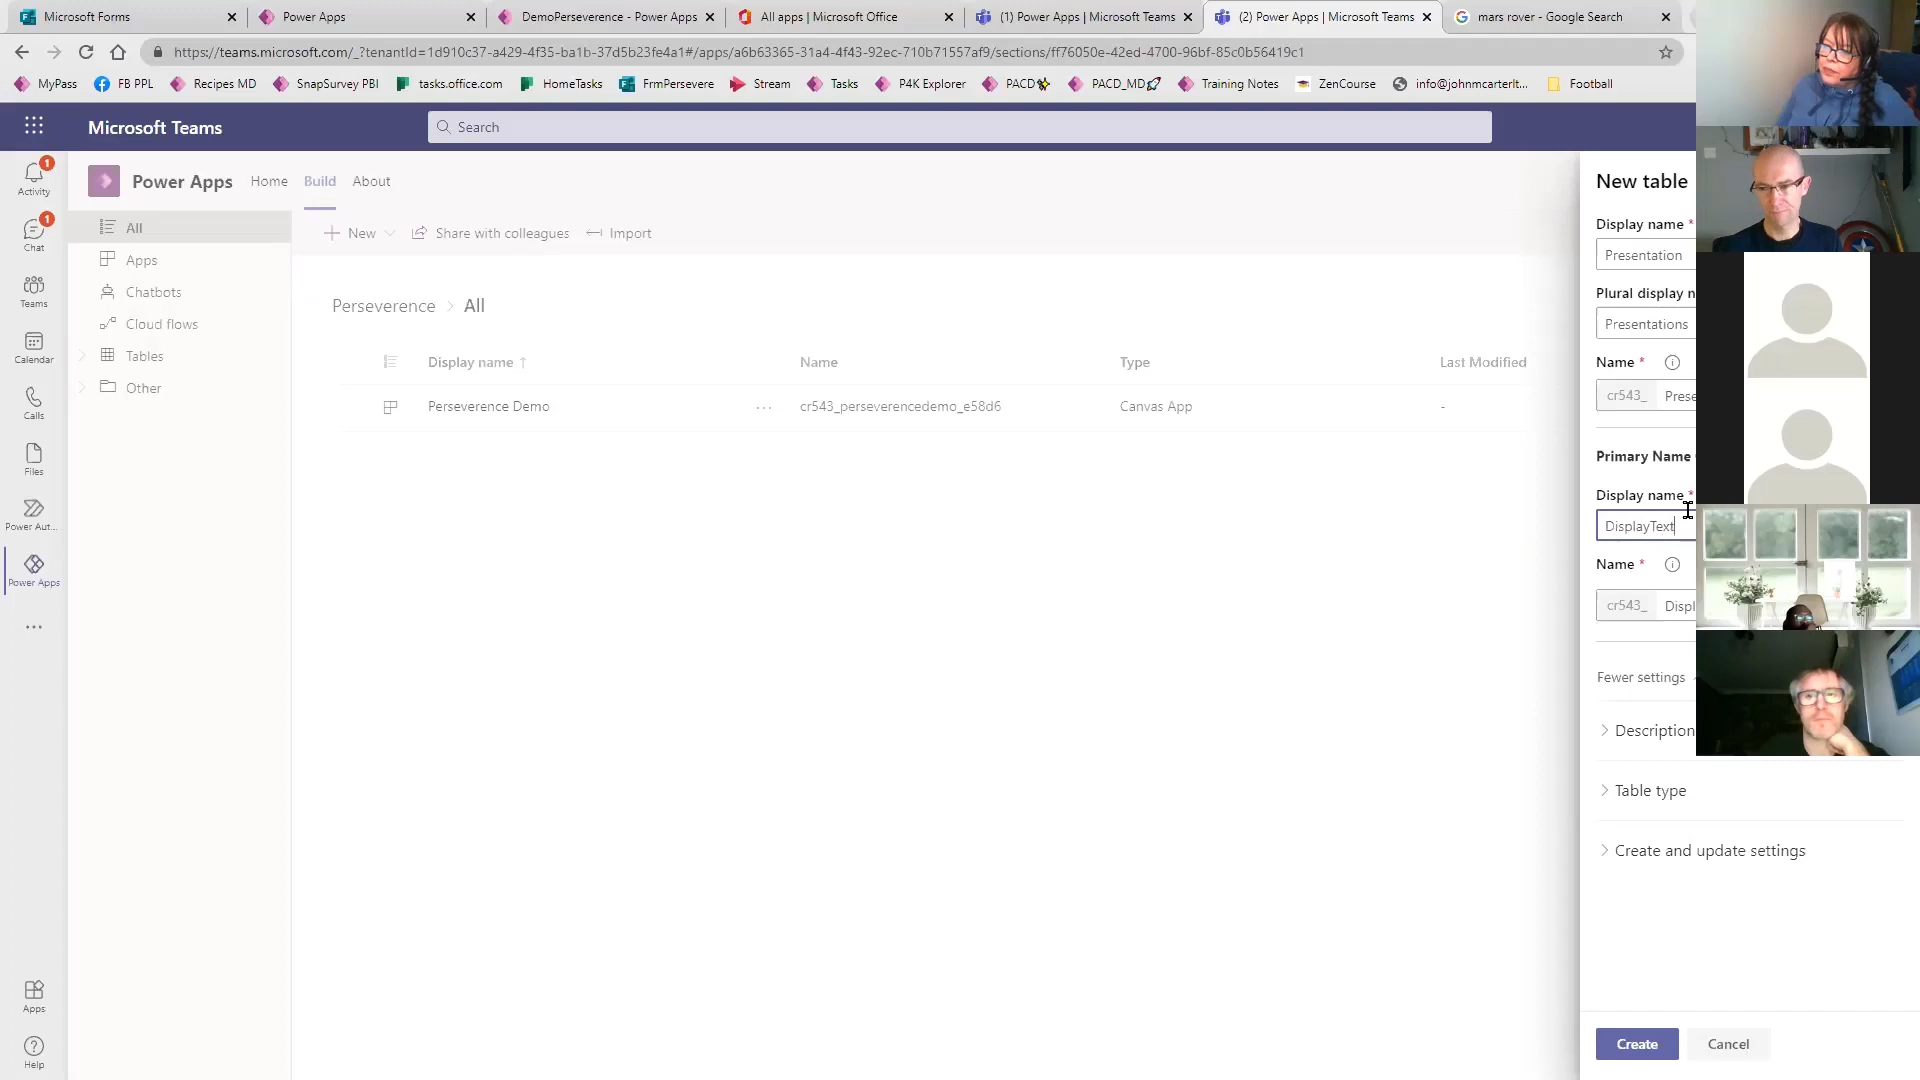 Microsoft Forms
Power Apps
DemoPerseverence - Power Apps
All apps | Microsoft Office
(1) Power Apps | Microsoft Teams
(2) Power Apps | Microsoft Teams
mars rover - Google Search
https://teams.microsoft.com/_?tenantId=1d910c37-a429-4f35-ba1b-37d5b23fe4a1#/apps/a6b63365-31a4-4f43-92ec-710b71557af9/sections/ff76050e-42ed-4700-96bf-85c0b56419c1
MyPass
FB PPL
Recipes MD
SnapSurvey PBI
tasks.office.com
HomeTasks
FrmPersevere
Stream
Tasks
P4K Explorer
PACD
PACD_MD
Training Notes
ZenCourse
info@johnmcarterlt...
Football
Microsoft Teams
Search
Activity
1
Chat
1
Teams
Calendar
Calls
Files
Power Aut...
Power Apps
Apps
Help
Power Apps
Home
Build
About
All
Apps
Chatbots
Cloud flows
Tables
Other
New
Share with colleagues
Import
Perseverence > All
Display name ↑
Name
Type
Last Modified
Perseverence Demo
...
cr543_perseverencedemo_e58d6
Canvas App
-
New table
Display name *
Presentation
Plural display n
Presentations
Name *
cr543_
Prese
Primary Name
Display name *
DisplayText
Name *
cr543_
Displ
Fewer settings
Description
Table type
Create and update settings
Create
Cancel